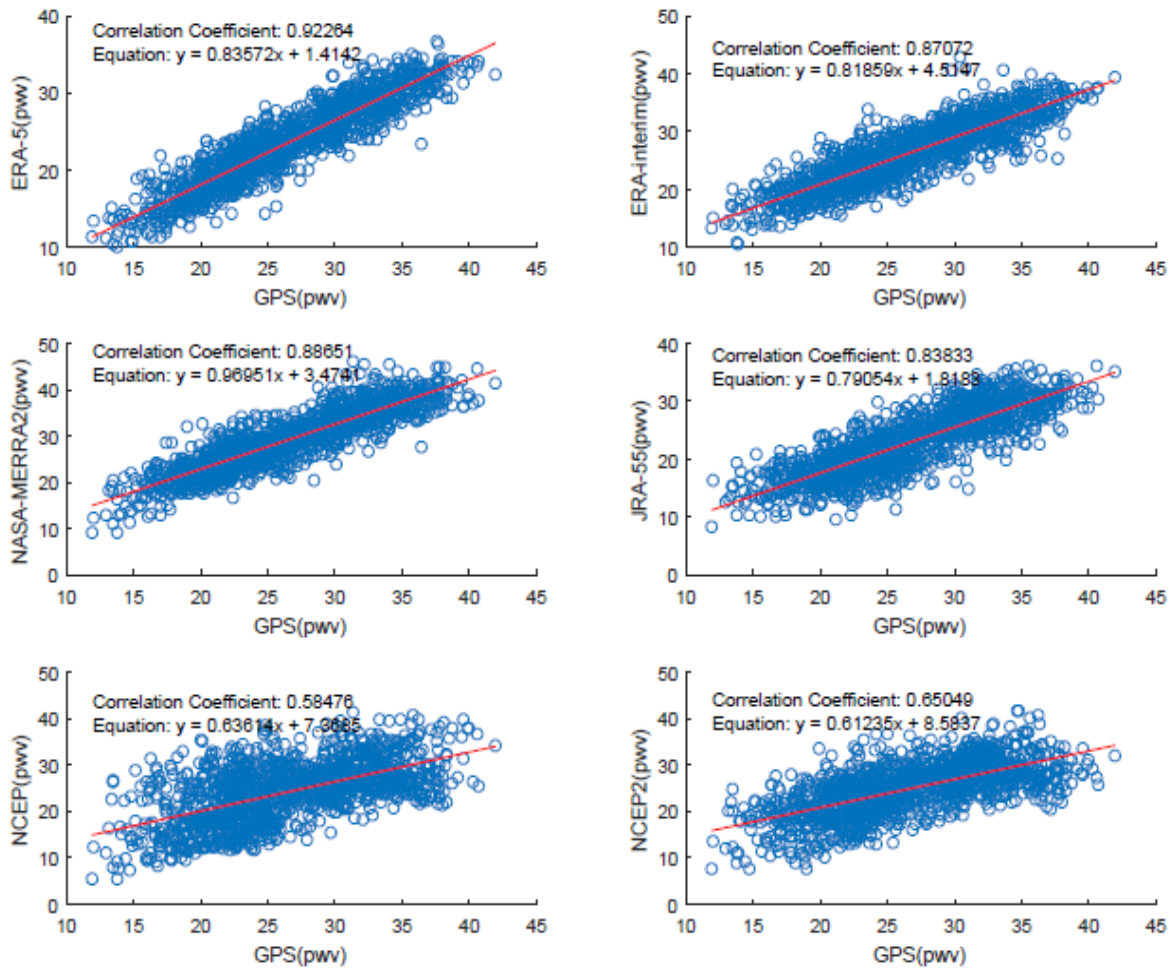 40
30
20
10
ERA-5(pwv)
Correlation Coefficient: 0.92264
Equation: y = 0.83572x + 1.4142
10 15 20 25 30 35 40 45
GPS(pwv)
50
40
30
20
10
ERA-interim(pwv)
Correlation Coefficient: 0.87072
Equation: y = 0.81859x + 4.5147
10 15 20 25 30 35 40 45
GPS(pwv)
50
40
30
20
10
0
NASA-MERRA2(pwv)
Correlation Coefficient: 0.88651
Equation: y = 0.96951x + 3.4741
10 15 20 25 30 35 40 45
GPS(pwv)
40
30
20
10
0
JRA-55(pwv)
Correlation Coefficient: 0.83833
Equation: y = 0.79054x + 1.8183
10 15 20 25 30 35 40 45
GPS(pwv)
50
40
30
20
10
0
NCEP(pwv)
Correlation Coefficient: 0.58476
Equation: y = 0.63614x + 7.3685
10 15 20 25 30 35 40 45
GPS(pwv)
50
40
30
20
10
0
NCEP2(pwv)
Correlation Coefficient: 0.65049
Equation: y = 0.61235x + 8.5837
10 15 20 25 30 35 40 45
GPS(pwv)